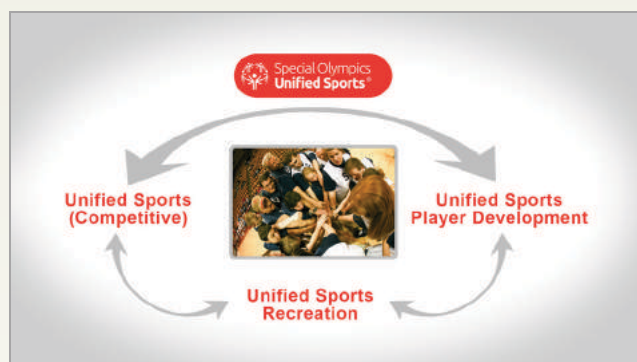 Special Olympics
Unified Sports®
Unified Sports
(Competitive)
Unified Sports
Player Development
Unified Sports
Recreation